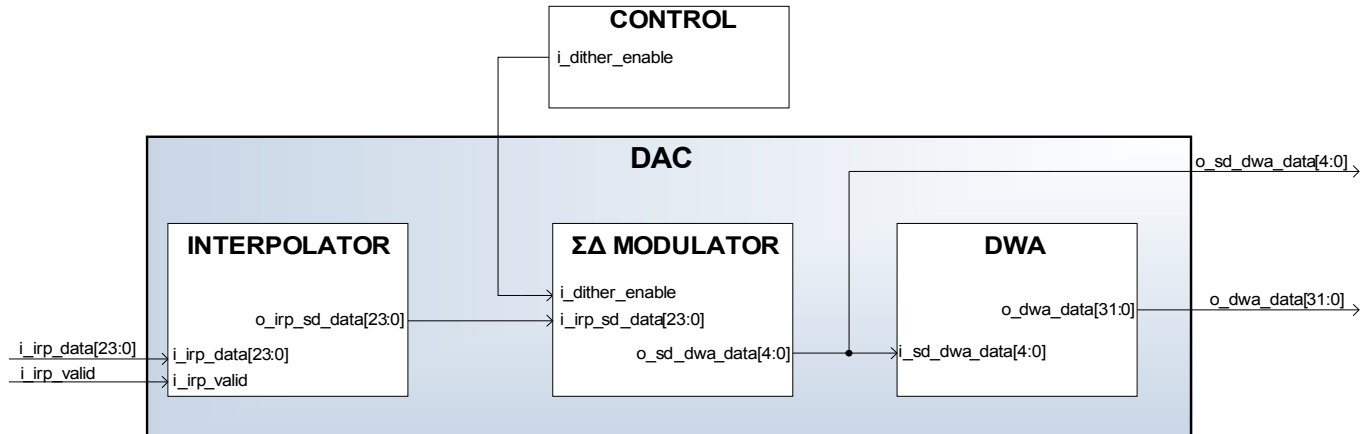 CONTROL
i_dither_enable
DAC
o_sd_dwa_data[4:0]
INTERPOLATOR
ΣΔ MODULATOR
DWA
i_dither_enable
o_irp_sd_data[23:0]
i_irp_sd_data[23:0]
o_dwa_data[31:0]
o_dwa_data[31:0]
i_irp_data[23:0]
i_irp_data[23:0]
o_sd_dwa_data[4:0]
i_sd_dwa_data[4:0]
i_irp_valid
i_irp_valid